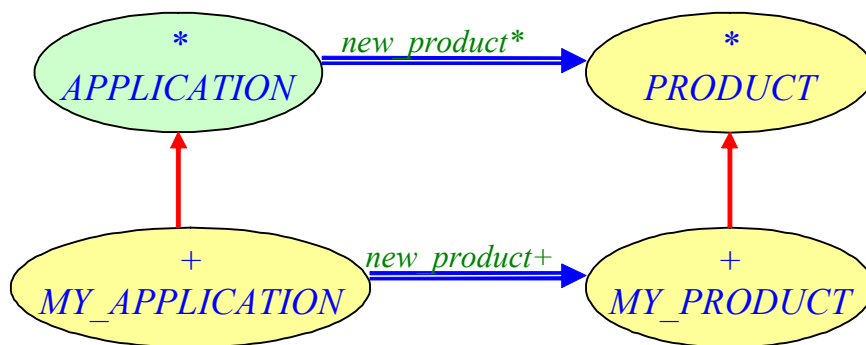 *
APPLICATION
new_product*
*
PRODUCT
+
MY_APPLICATION
new_product+
+
MY_PRODUCT